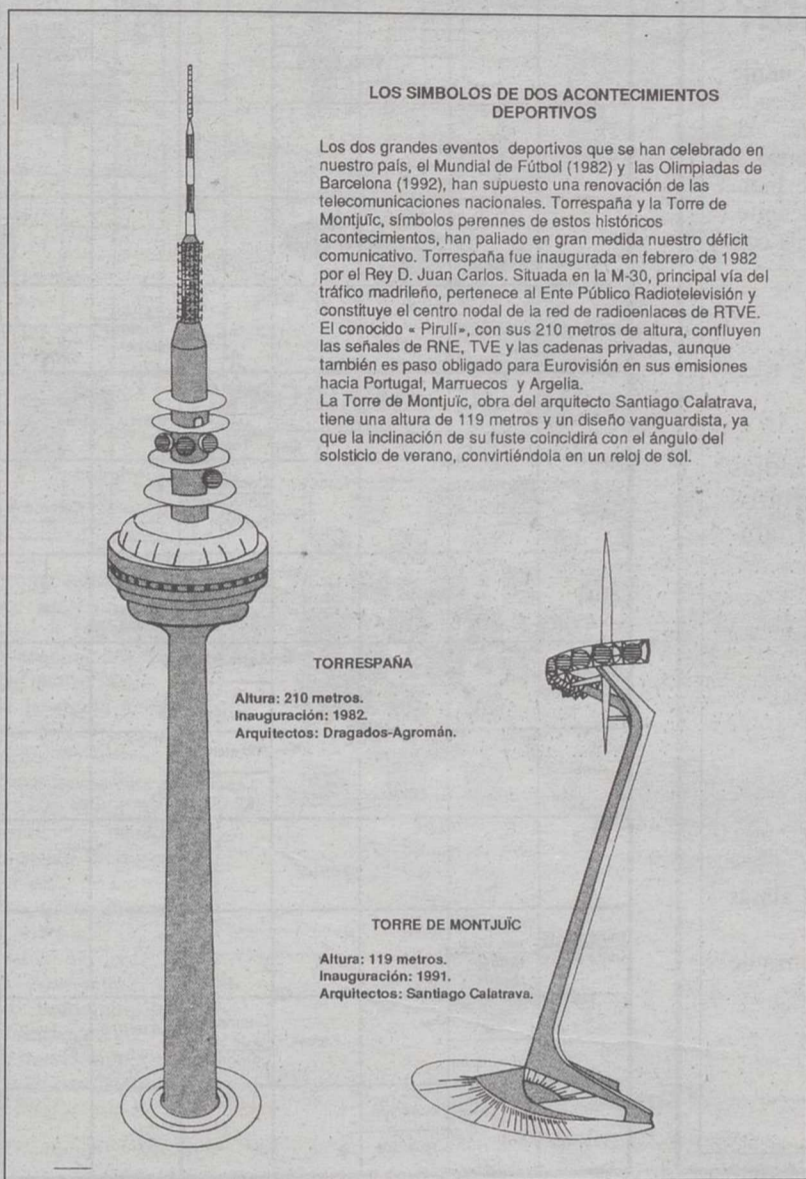 LOS SIMBOLOS DE DOS ACONTECIMIENTOS
DEPORTIVOS
Los dos grandes eventos deportivos que se han celebrado en
nuestro país, el Mundial de Fútbol (1982) y las Olimpiadas de
Barcelona (1992), han supuesto una renovación de las
telecomunicaciones nacionales. Torrespaña y la Torre de
Montjuïc, símbolos perennes de estos históricos
acontecimientos, han paliado en gran medida nuestro déficit
comunicativo. Torrespaña fue inaugurada en febrero de 1982
por el Rey D. Juan Carlos. Situada en la M-30, principal vía del
tráfico madrileño, pertenece al Ente Público Radiotelevisión y
constituye el centro nodal de la red de radioenlaces de RTVE.
El conocido « Pirulí», con sus 210 metros de altura, confluyen
las señales de RNE, TVE y las cadenas privadas, aunque
también es paso obligado para Eurovisión en sus emisiones
hacia Portugal, Marruecos y Argelia.
La Torre de Montjuïc, obra del arquitecto Santiago Calatrava,
tiene una altura de 119 metros y un diseño vanguardista, ya
que la inclinación de su fuste coincidirá con el ángulo del
solsticio de verano, convirtiéndola en un reloj de sol.
TORRESPAÑA
Altura: 210 metros.
Inauguración: 1982.
Arquitectos: Dragados-Agromán.
TORRE DE MONTJUÏC
Altura: 119 metros.
Inauguración: 1991.
Arquitectos: Santiago Calatrava.